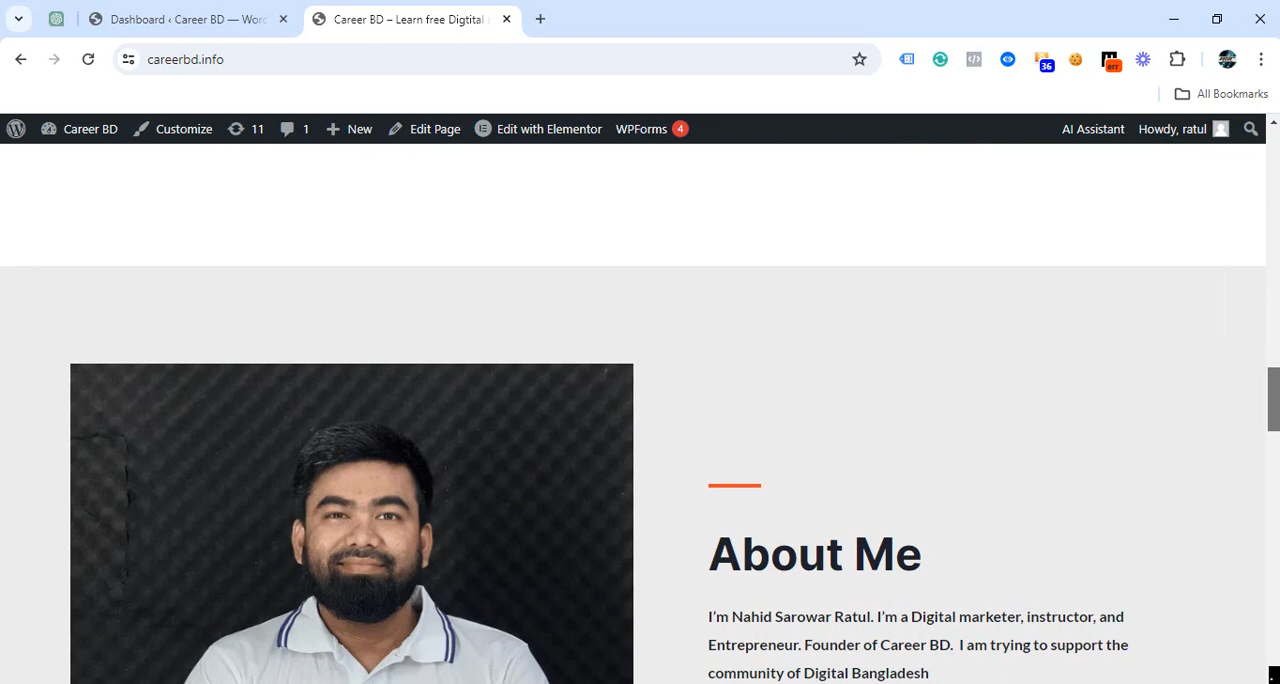 Dashboard ‹ Career BD — Wor
Career BD – Learn free Digtital
careerbd.info
36
err
All Bookmarks
Career BD
Customize
11
1
New
Edit Page
Edit with Elementor
WPForms 4
AI Assistant
Howdy, ratul
About Me
I'm Nahid Sarowar Ratul. I'm a Digital marketer, instructor, and
Entrepreneur. Founder of Career BD. I am trying to support the
community of Digital Bangladesh